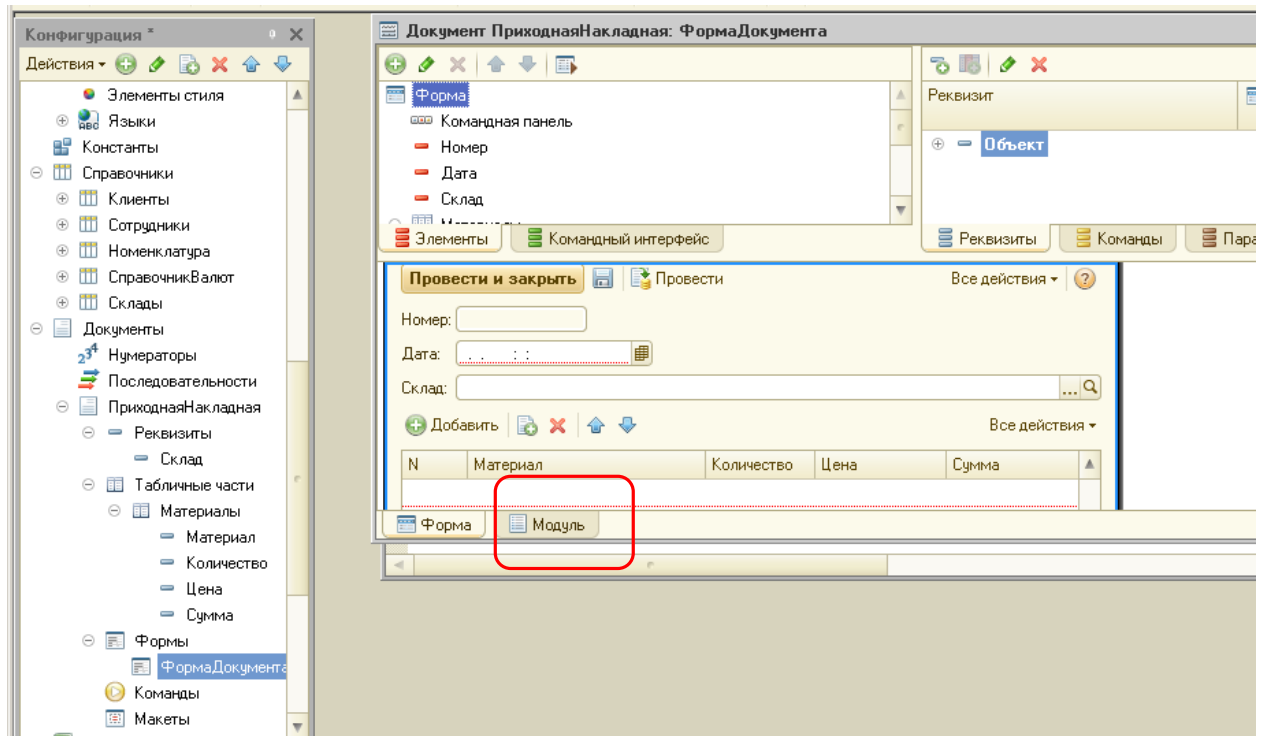 Конфигурация *
Действия
Элементы стиля
Языки
Константы
Справочники
Клиенты
Сотрудники
Номенклатура
СправочникВалют
Склады
Документы
Нумераторы
Последовательности
ПриходнаяНакладная
Реквизиты
Склад
Табличные части
Материалы
Материал
Количество
Цена
Сумма
Формы
ФормаДокумента
Команды
Макеты
Документ ПриходнаяНакладная: ФормаДокумента
Форма
Командная панель
Номер
Дата
Склад
Материалы
Элементы Командный интерфейс
Реквизит
Объект
Реквизиты Команды Пара
Провести и закрыть Провести Все действия
Номер:
Дата: . . : :
Склад: ...
Добавить Все действия
N Материал Количество Цена Сумма
Форма Модуль